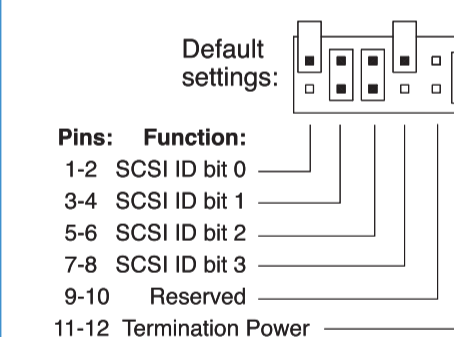 Default
settings:
Pins: Function:
1-2 SCSI ID bit 0
3-4 SCSI ID bit 1
5-6 SCSI ID bit 2
7-8 SCSI ID bit 3
9-10 Reserved
11-12 Termination Power